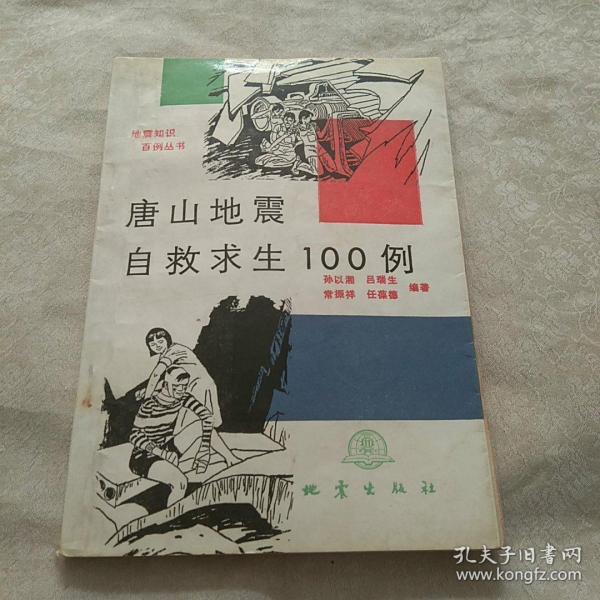 地震知识
百例丛书
唐山地震
自救求生100例
孙以湘 吕瑞生
常振祥 任葆德
编著
地震出版社
孔夫子旧书网
www.kongfz.com